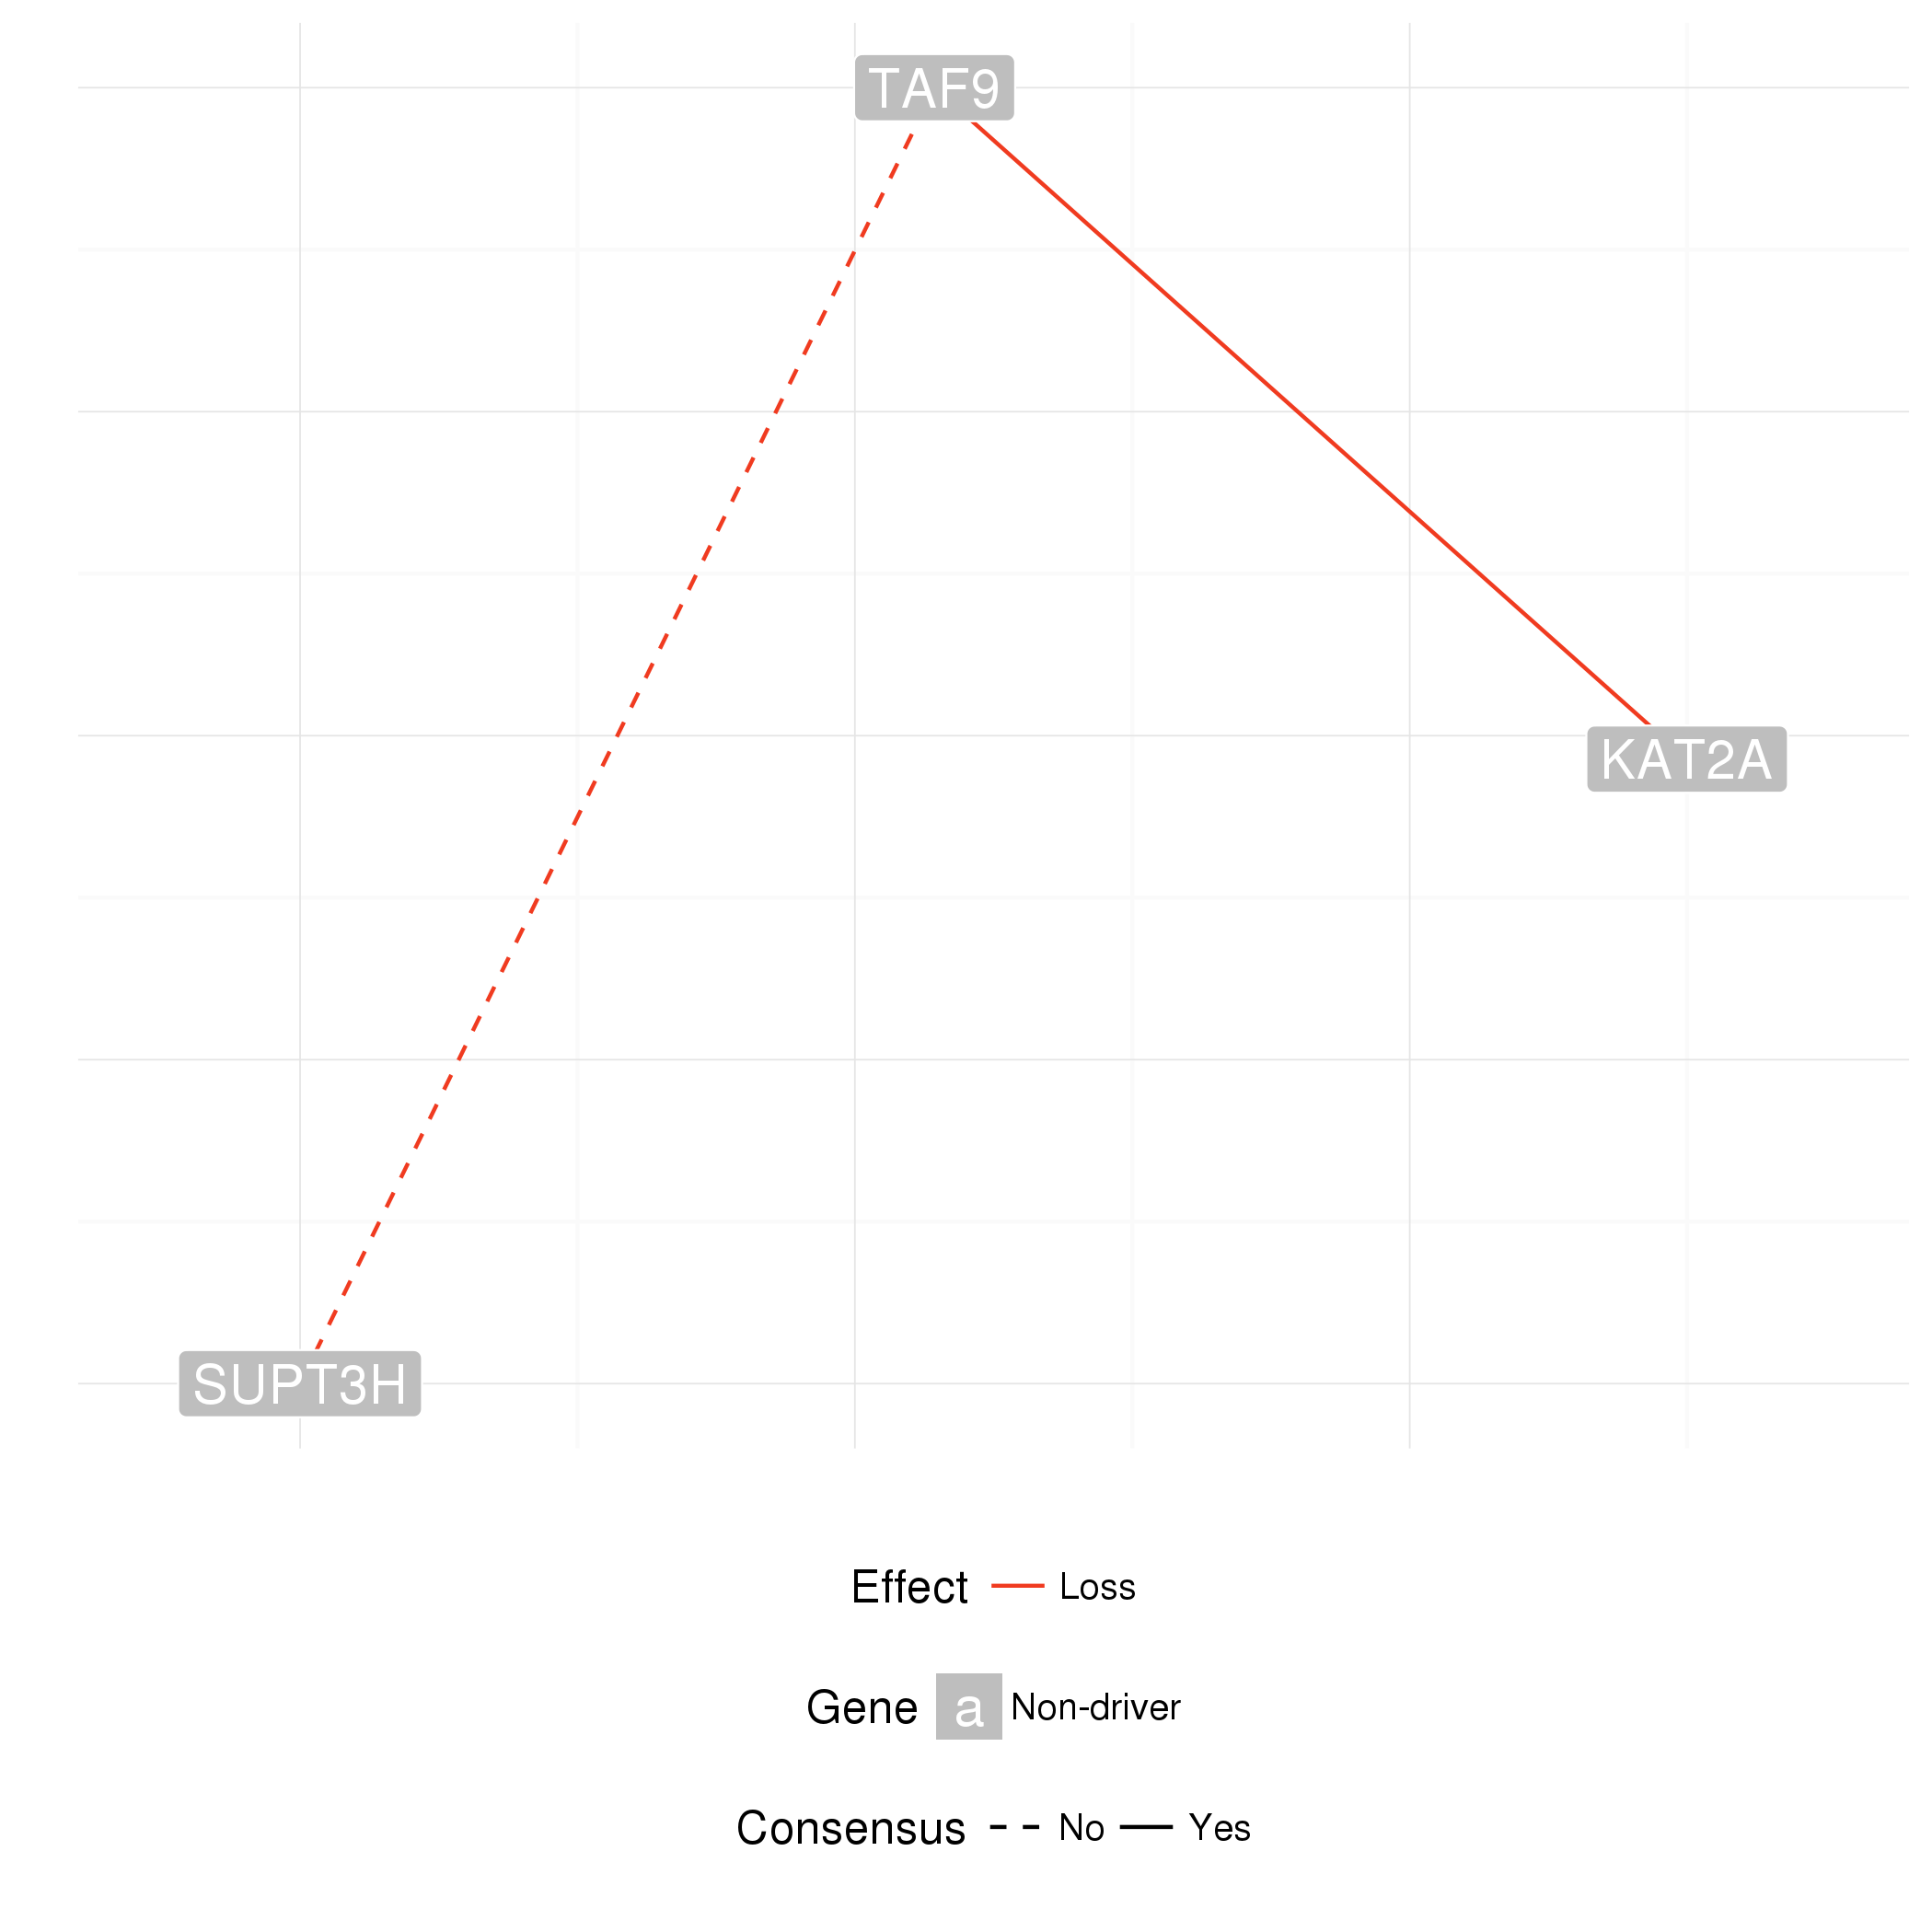 TAF9
KAT2A
SUPT3H
Effect Loss
Gene a Non-driver
Consensus No Yes